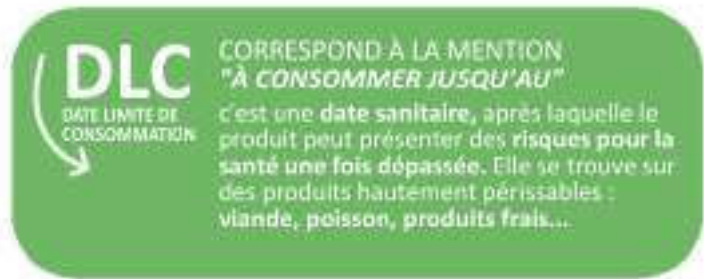 DLC
DATE LIMITE DE
CONSOMMATION
CORRESPOND À LA MENTION
"À CONSOMMER JUSQU'AU"
c'est une date sanitaire, après laquelle le
produit peut présenter des risques pour la
santé une fois dépassée. Elle se trouve sur
des produits hautement périssables :
viande, poisson, produits frais...